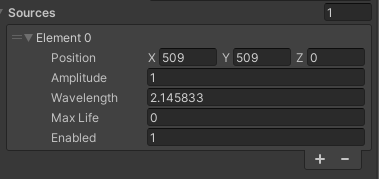 Sources 1
Element 0
Position X 509 Y 509 Z 0
Amplitude 1
Wavelength 2.145833
Max Life 0
Enabled 1
+ −